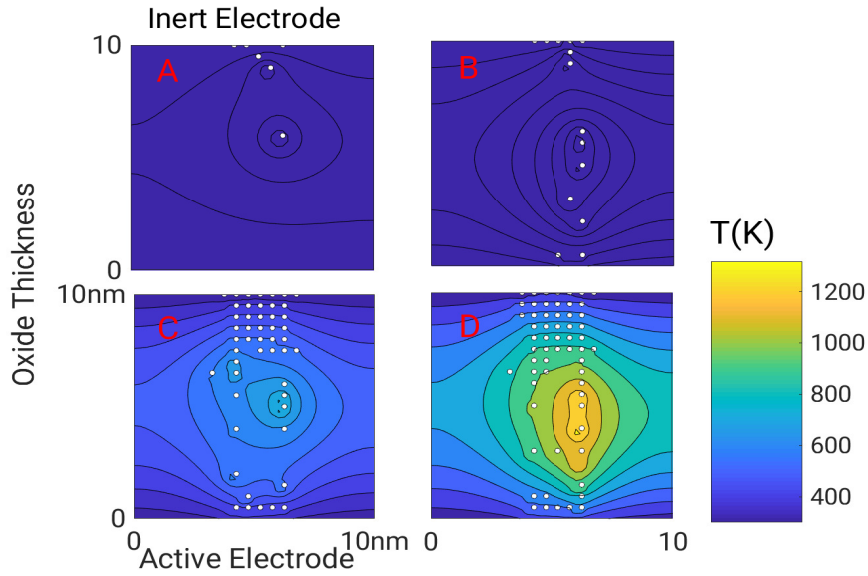 Inert Electrode
10
A
B
0
T(K)
Oxide Thickness
10nm
C
D
1200
1000
800
600
400
0
0
10nm
0
10
Active Electrode